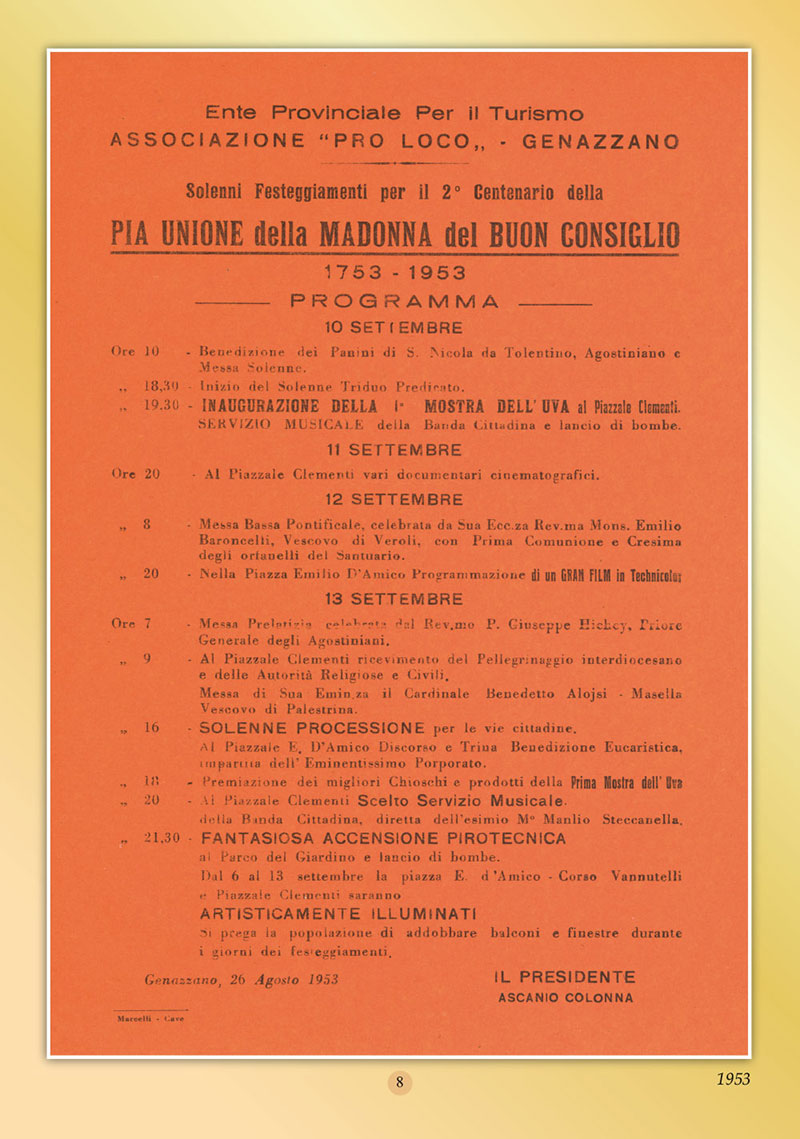 Ente Provinciale Per il Turismo
ASSOCIAZIONE “PRO LOCO„ - GENAZZANO
Solenni Festeggiamenti per il 2° Centenario della
PIA UNIONE della MADONNA del BUON CONSIGLIO
1753 - 1953
PROGRAMMA
10 SETTEMBRE
Ore 10 - Benedizione dei Panini di S. Nicola da Tolentino, Agostiniano e
Messa Solenne.
„ 18,30 - Inizio del Solenne Triduo Predicato.
„ 19,30 - INAUGURAZIONE DELLA Iª MOSTRA DELL'UVA al Piazzale Clementi.
SERVIZIO MUSICALE della Banda Cittadina e lancio di bombe.
11 SETTEMBRE
Ore 20 - Al Piazzale Clementi vari documentari cinematografici.
12 SETTEMBRE
„ 8 - Messa Bassa Pontificale, celebrata da Sua Ecc.za Rev.ma Mons. Emilio
Baroncelli, Vescovo di Veroli, con Prima Comunione e Cresima
degli orfanelli del Santuario.
„ 20 - Nella Piazza Emilio D'Amico Programmazione di un GRAN FILM in Technicolor
13 SETTEMBRE
Ore 7 - Messa Prelatizia celebrata dal Rev.mo P. Giuseppe Hickey, Priore
Generale degli Agostiniani.
„ 9 - Al Piazzale Clementi ricevimento del Pellegrinaggio interdiocesano
e delle Autorità Religiose e Civili.
Messa di Sua Emin.za il Cardinale Benedetto Alojsi - Masella
Vescovo di Palestrina.
„ 16 - SOLENNE PROCESSIONE per le vie cittadine.
Al Piazzale E. D'Amico Discorso e Trina Benedizione Eucaristica,
impartita dell' Eminentissimo Porporato.
„ 18 - Premiazione dei migliori Chioschi e prodotti della Prima Mostra dell' Uva
„ 20 - Al Piazzale Clementi Scelto Servizio Musicale.
della Banda Cittadina, diretta dell'esimio M° Manlio Steccanella.
„ 21,30 - FANTASIOSA ACCENSIONE PIROTECNICA
al Parco del Giardino e lancio di bombe.
Dal 6 al 13 settembre la piazza E. d'Amico - Corso Vannutelli
e Piazzale Clementi saranno
ARTISTICAMENTE ILLUMINATI
Si prega la popolazione di addobbare balconi e finestre durante
i giorni dei festeggiamenti.
Genazzano, 26 Agosto 1953
IL PRESIDENTE
ASCANIO COLONNA
Marcelli - Cave
8
1953